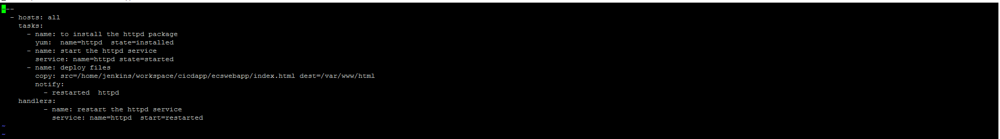 ---
  - hosts: all
    tasks:
      - name: to install the httpd package
        yum:  name=httpd  state=installed
      - name: start the httpd service
        service: name=httpd state=started
      - name: deploy files
        copy: src=/home/jenkins/workspace/cicdapp/ecswebapp/index.html dest=/var/www/html
        notify:
          - restarted  httpd
    handlers:
          - name: restart the httpd service
            service: name=httpd  start=restarted
~
~